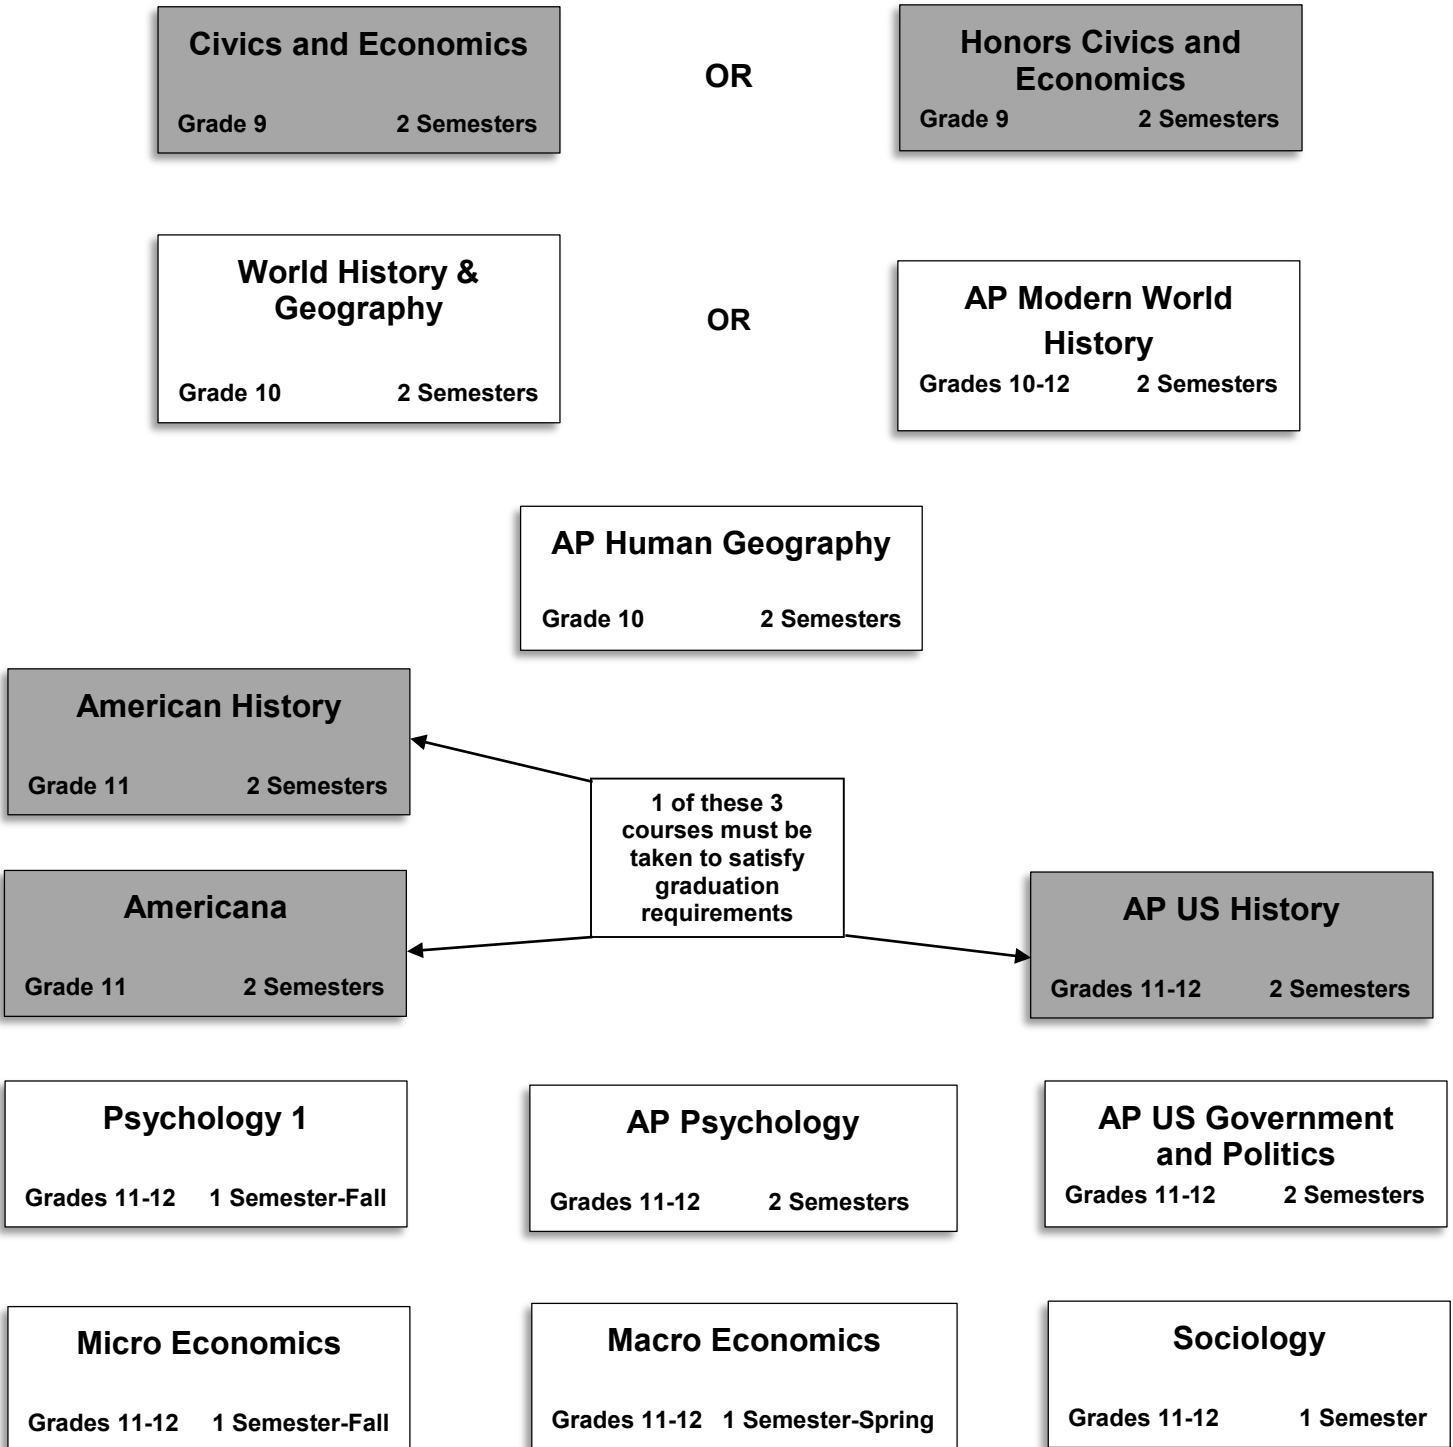 Civics and Economics
Grade 9 2 Semesters
OR
Honors Civics and
Economics
Grade 9 2 Semesters
World History &
Geography
Grade 10 2 Semesters
OR
AP Modern World
History
Grades 10-12 2 Semesters
AP Human Geography
Grade 10 2 Semesters
American History
Grade 11 2 Semesters
1 of these 3
courses must be
taken to satisfy
graduation
requirements
Americana
Grade 11 2 Semesters
AP US History
Grades 11-12 2 Semesters
Psychology 1
Grades 11-12 1 Semester-Fall
AP Psychology
Grades 11-12 2 Semesters
AP US Government
and Politics
Grades 11-12 2 Semesters
Micro Economics
Grades 11-12 1 Semester-Fall
Macro Economics
Grades 11-12 1 Semester-Spring
Sociology
Grades 11-12 1 Semester